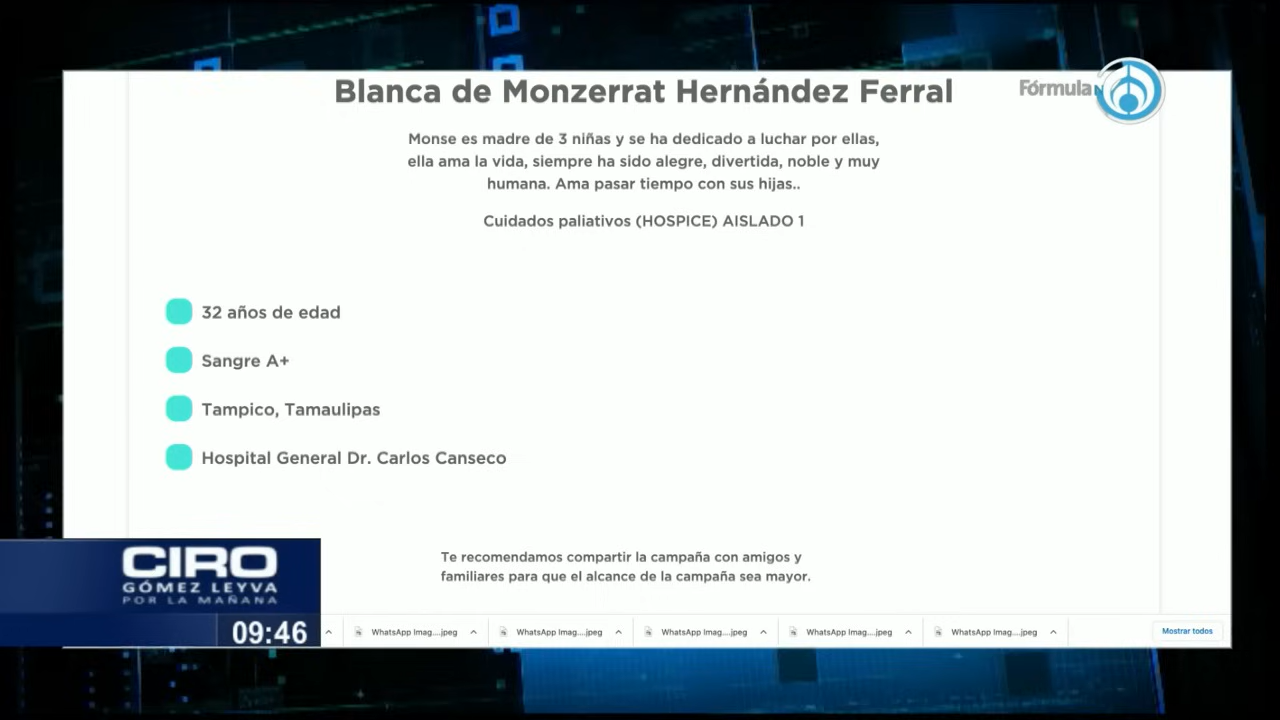 Blanca de Monzerrat Hernández Ferral
Fórmula
Monse es madre de 3 niñas y se ha dedicado a luchar por ellas,
ella ama la vida, siempre ha sido alegre, divertida, noble y muy
humana. Ama pasar tiempo con sus hijas..
Cuidados paliativos (HOSPICE) AISLADO 1
32 años de edad
Sangre A+
Tampico, Tamaulipas
Hospital General Dr. Carlos Canseco
Te recomendamos compartir la campaña con amigos y
familiares para que el alcance de la campaña sea mayor.
CIRO
GÓMEZ LEYVA
POR LA MAÑANA
09:46
WhatsApp Imag....jpeg
WhatsApp Imag....jpeg
WhatsApp Imag....jpeg
WhatsApp Imag....jpeg
WhatsApp Imag....jpeg
Mostrar todos